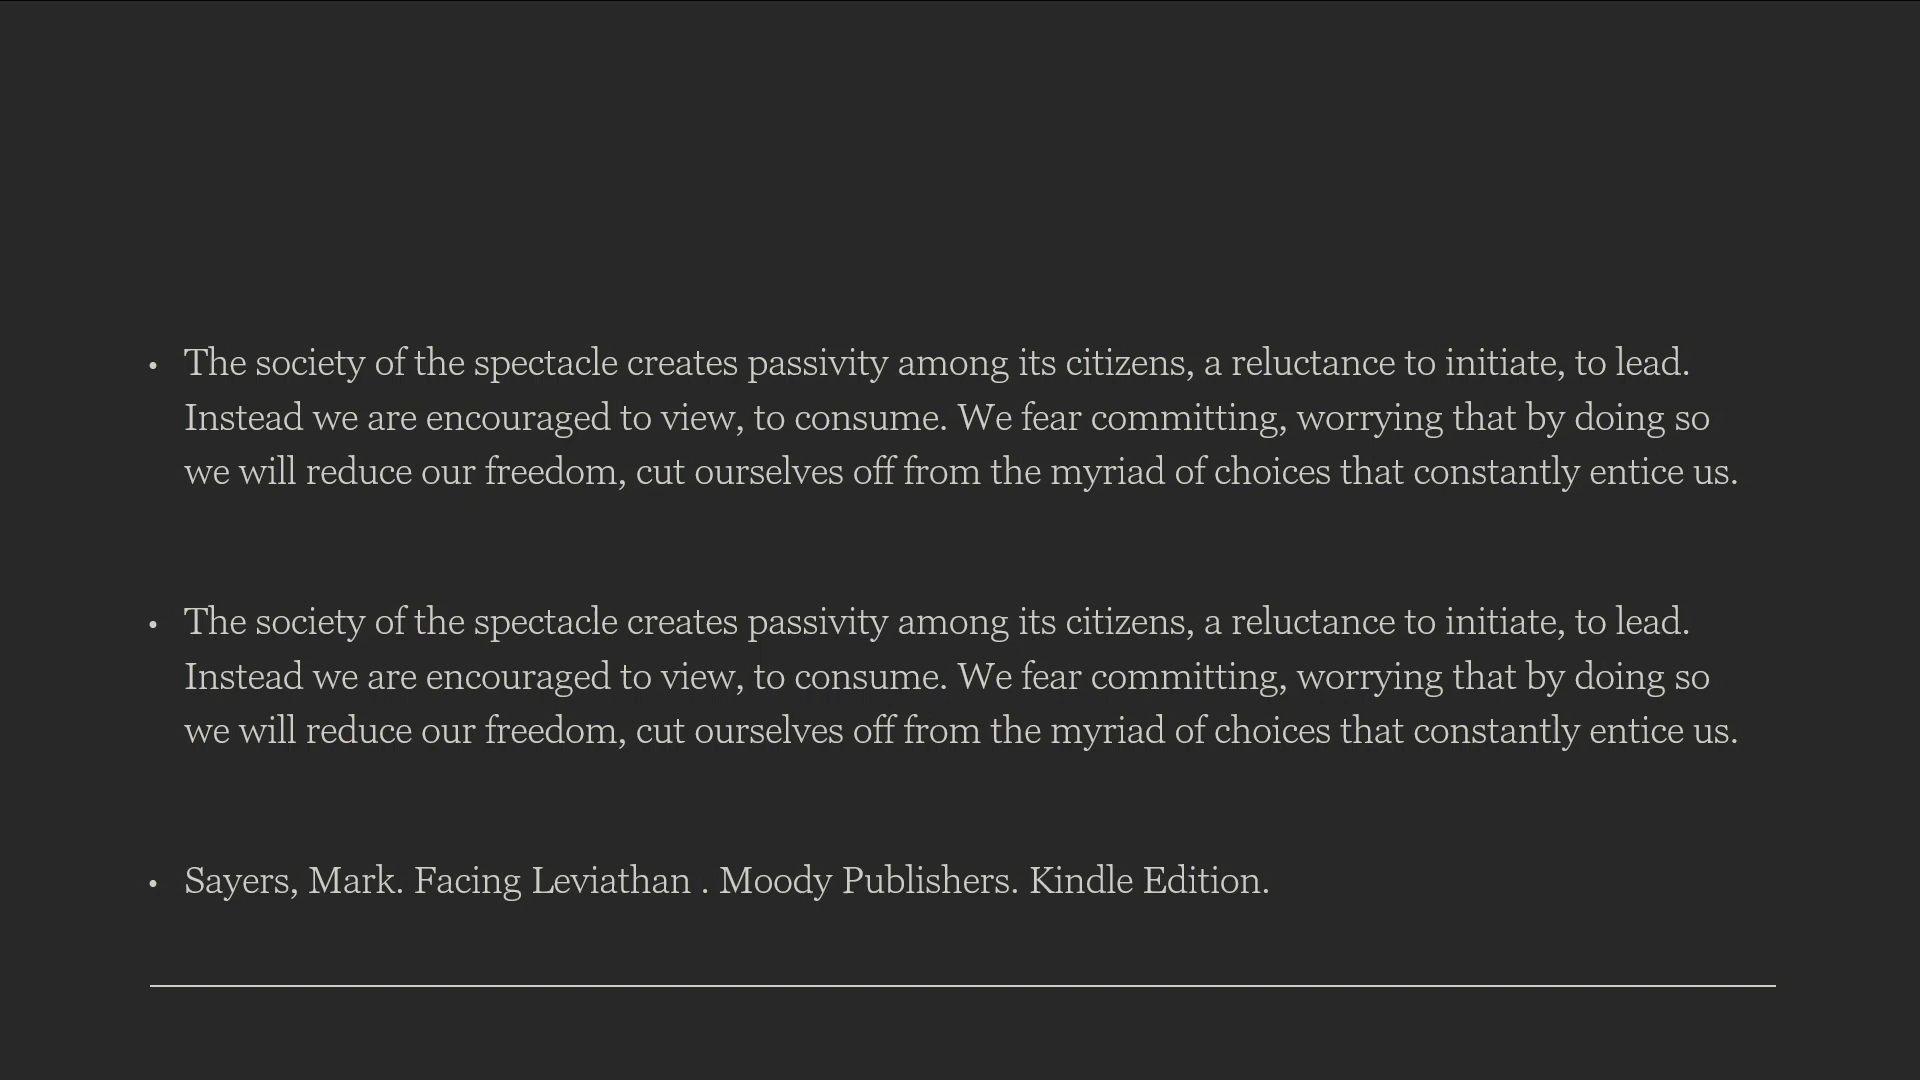 • The society of the spectacle creates passivity among its citizens, a reluctance to initiate, to lead.
Instead we are encouraged to view, to consume. We fear committing, worrying that by doing so
we will reduce our freedom, cut ourselves off from the myriad of choices that constantly entice us.
• The society of the spectacle creates passivity among its citizens, a reluctance to initiate, to lead.
Instead we are encouraged to view, to consume. We fear committing, worrying that by doing so
we will reduce our freedom, cut ourselves off from the myriad of choices that constantly entice us.
• Sayers, Mark. Facing Leviathan . Moody Publishers. Kindle Edition.